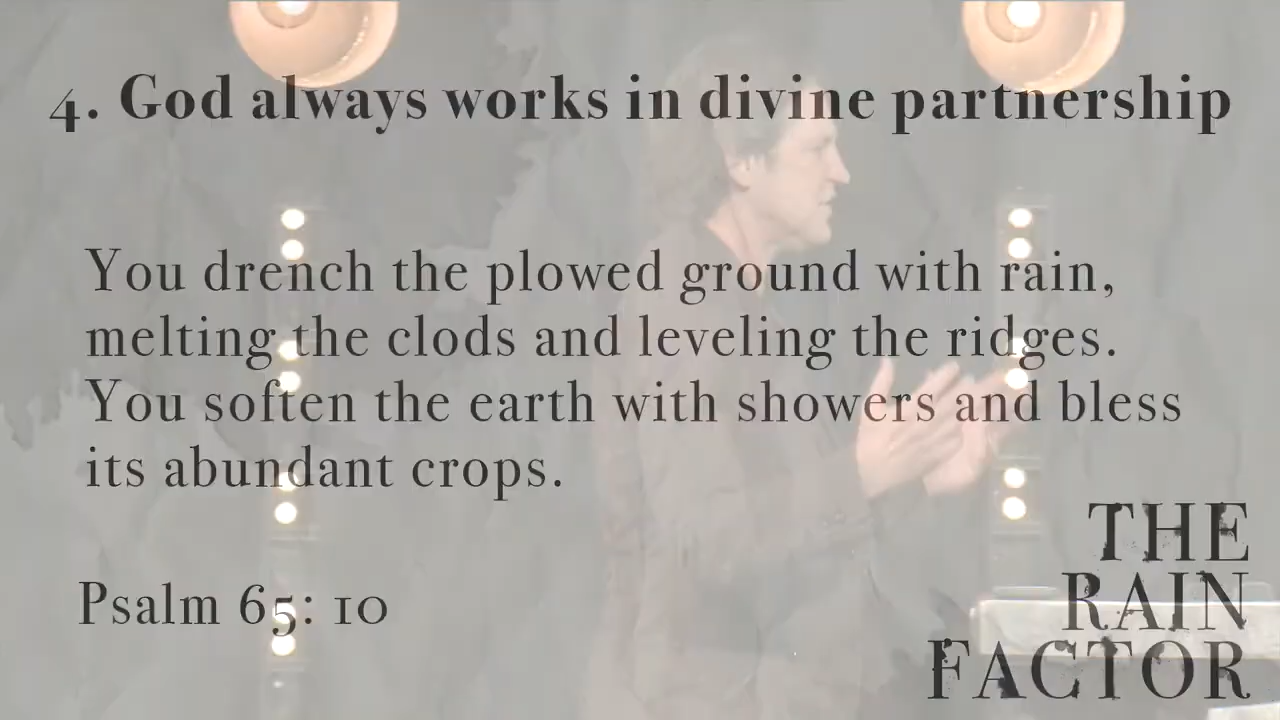 4. God always works in divine partnership
You drench the plowed ground with rain,
melting the clods and leveling the ridges.
You soften the earth with showers and bless
its abundant crops.
Psalm 65: 10
THE
RAIN
FACTOR